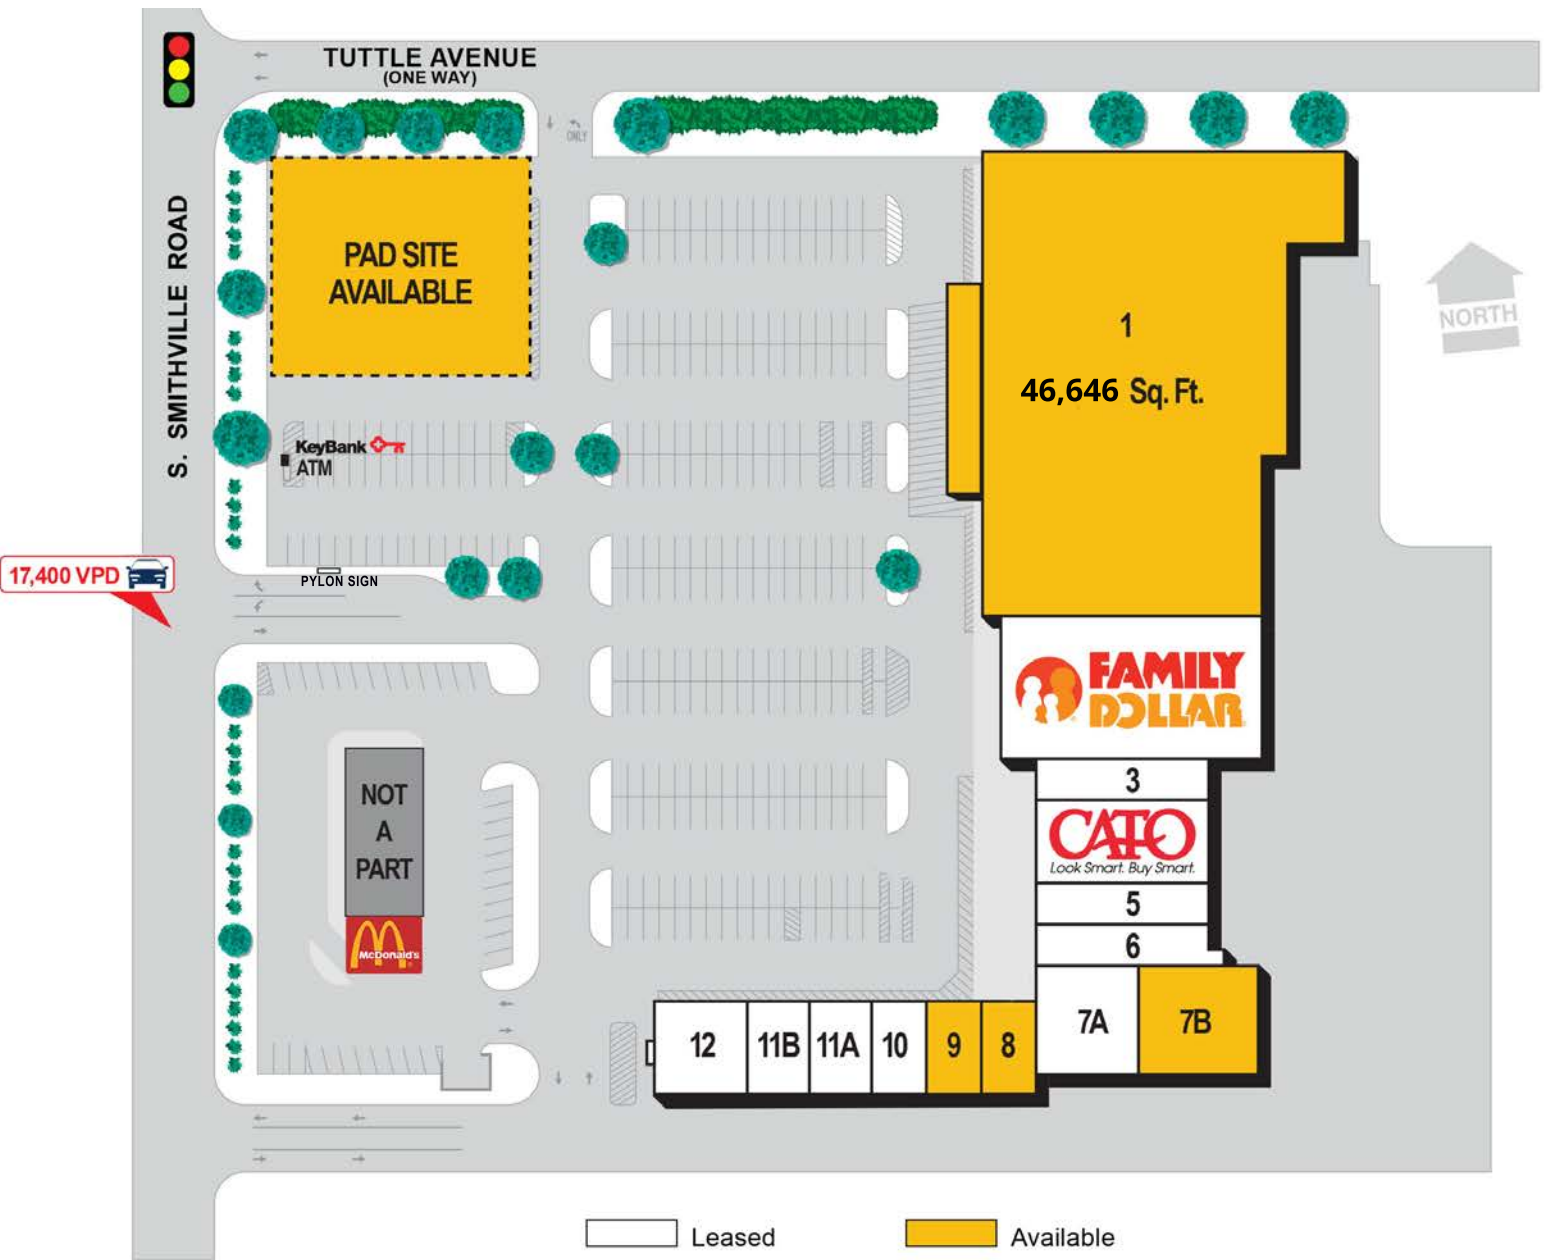 TUTTLE AVENUE
(ONE WAY)
ONLY
S. SMITHVILLE ROAD
PAD SITE
AVAILABLE
NORTH
1
46,646 Sq. Ft.
KeyBank
ATM
17,400 VPD
PYLON SIGN
FAMILY
DOLLAR
3
CATO
Look Smart. Buy Smart.
5
6
NOT
A
PART
McDonald's
12
11B
11A
10
9
8
7A
7B
Leased
Available